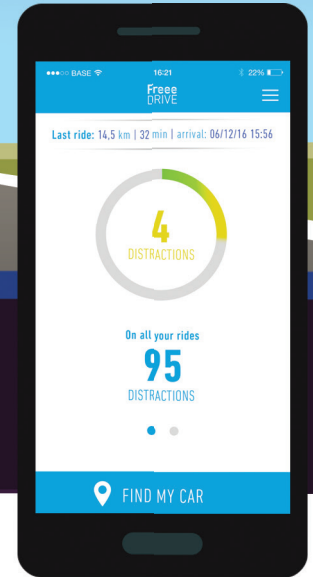 BASE 16:21 22%
Freee
DRIVE
Last ride: 14,5 km | 32 min | arrival: 06/12/16 15:56
4
DISTRACTIONS
On all your rides
95
DISTRACTIONS
FIND MY CAR